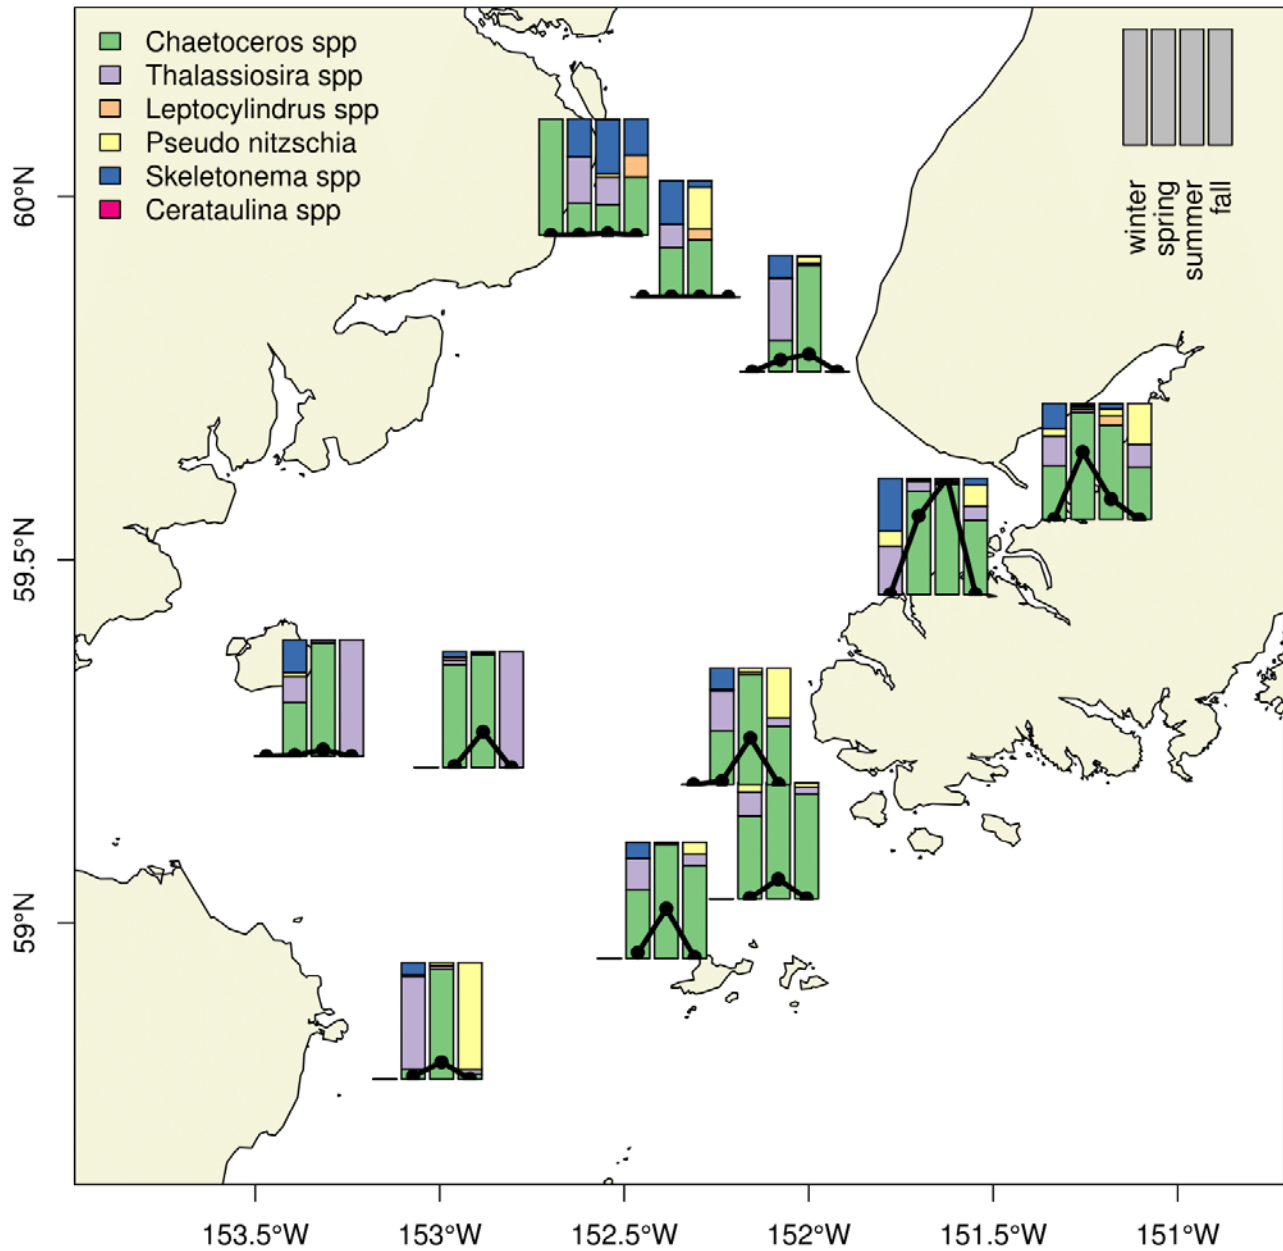 Chaetoceros spp
Thalassiosira spp
Leptocylindrus spp
Pseudo nitzschia
Skeletonema spp
Cerataulina spp
winter
spring
summer
fall
60°N
59.5°N
59°N
153.5°W
153°W
152.5°W
152°W
151.5°W
151°W